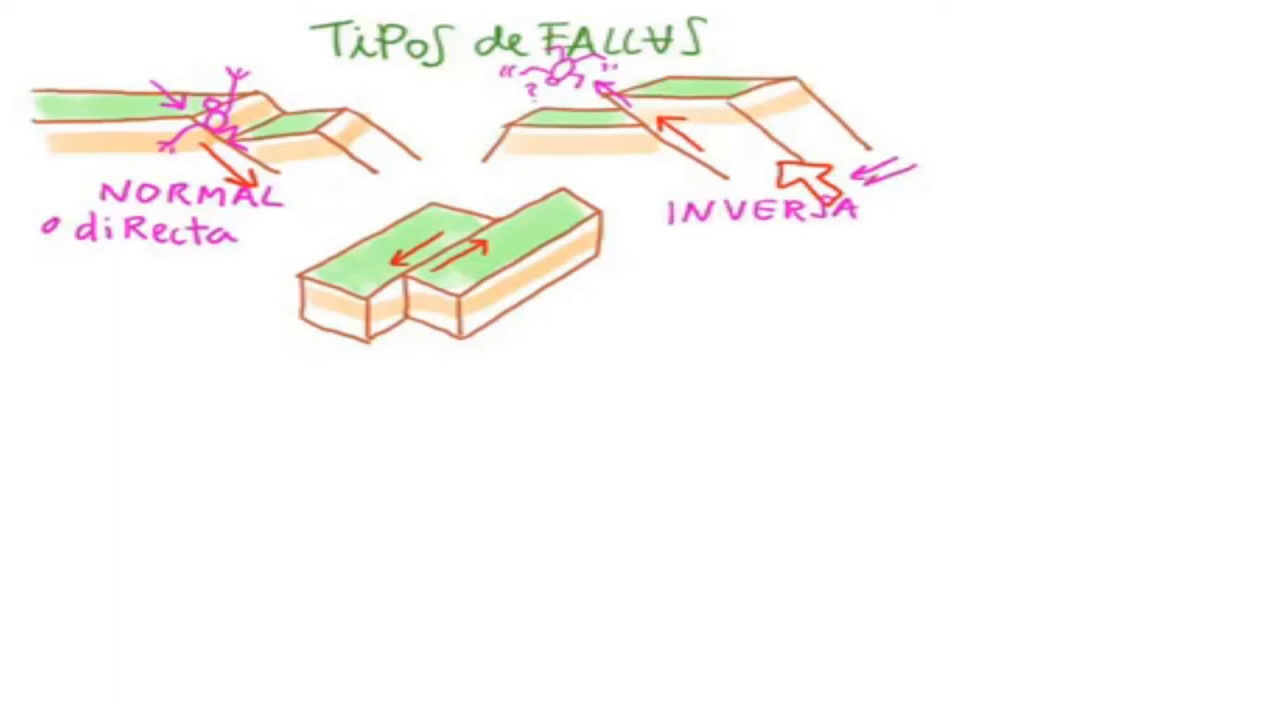 TiPOS de FALLAS
NORMAL
o diRecta
" ? "
INVERSA